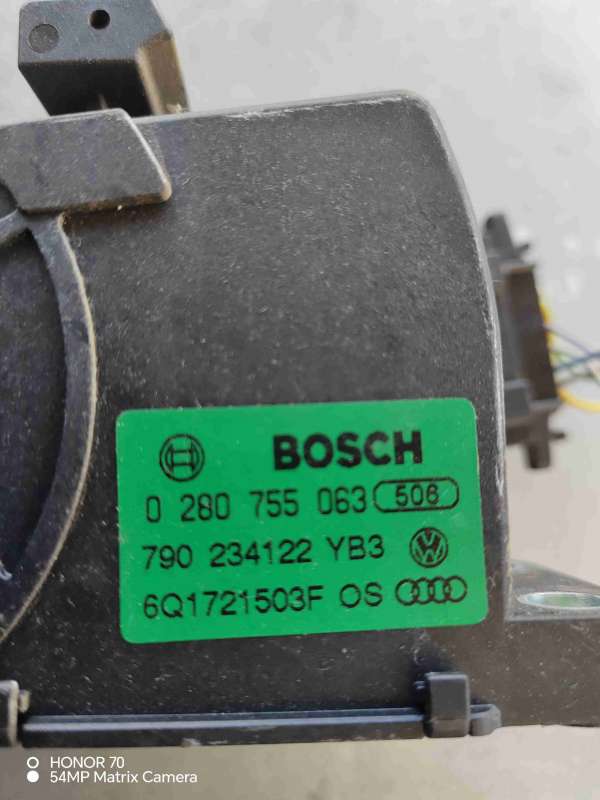 BOSCH
0 280 755 063 506
790 234122 YB3
6Q1721503F OS
HONOR 70
54MP Matrix Camera